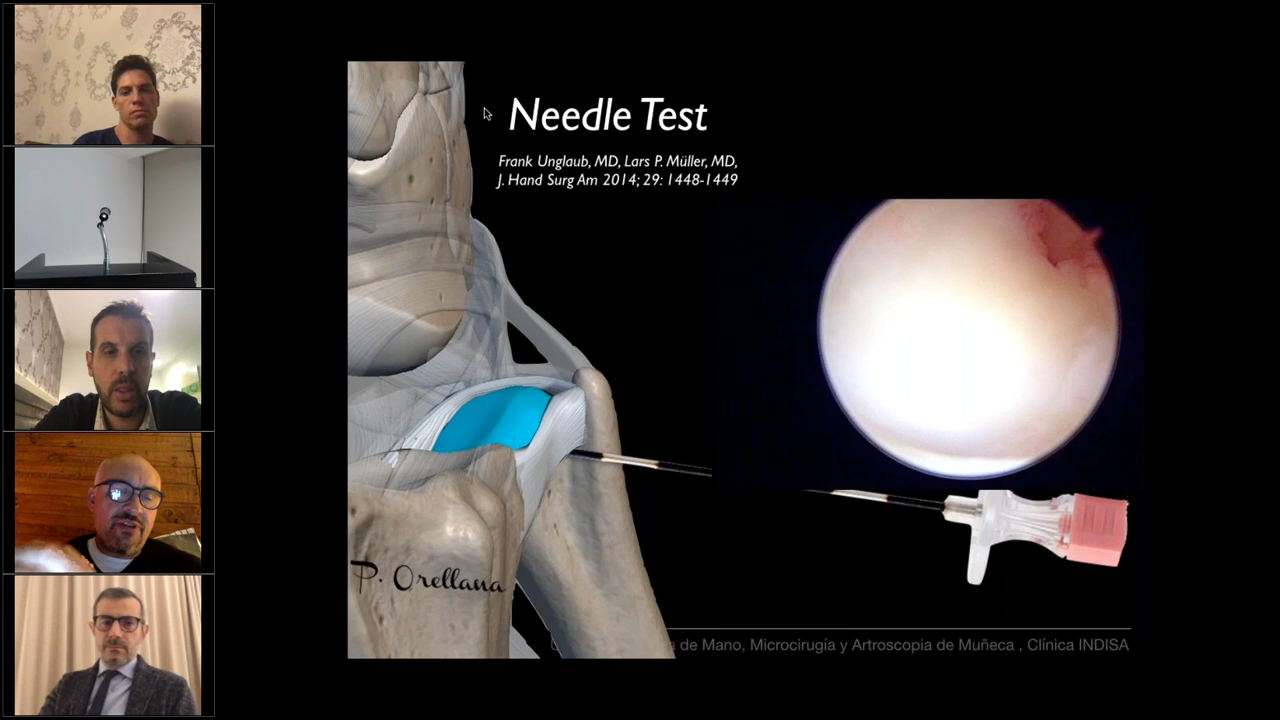 Needle Test
Frank Unglaub, MD, Lars P. Müller, MD,
J. Hand Surg Am 2014; 29: 1448-1449
P. Orellana
de Mano, Microcirugía y Artroscopia de Muñeca , Clínica INDISA